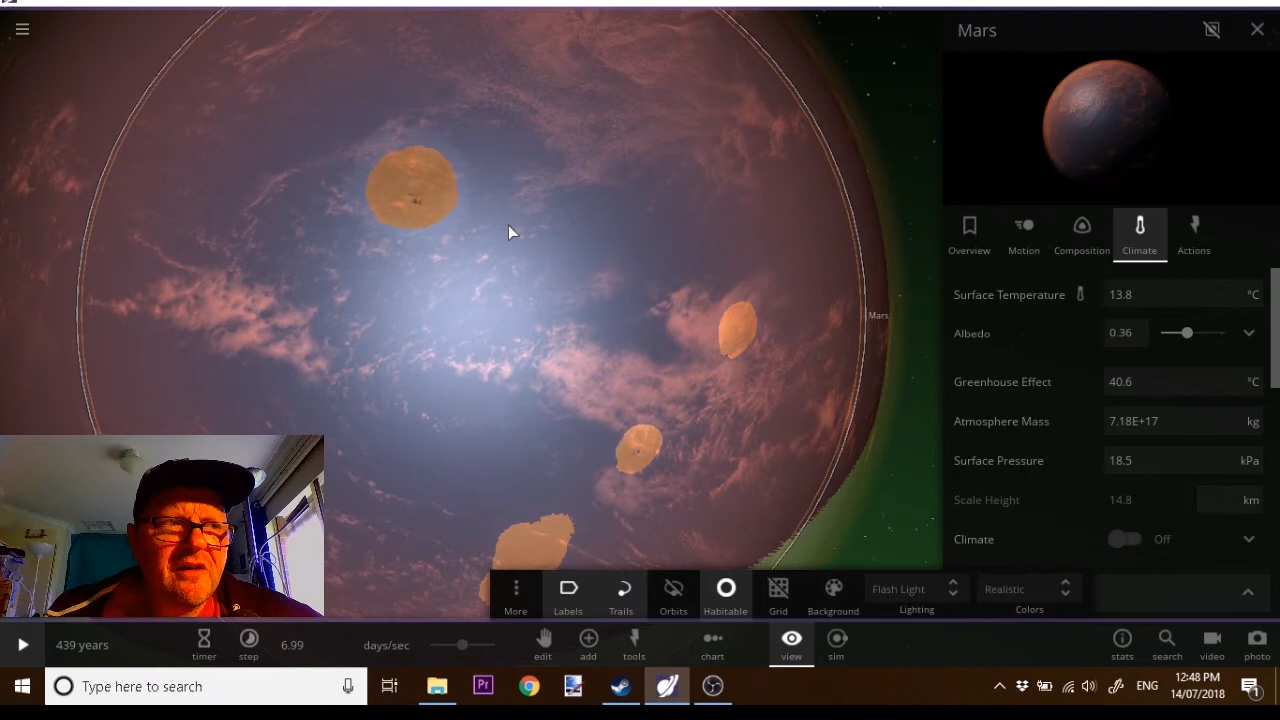 Mars
Overview
Motion
Composition
Climate
Actions
Surface Temperature 13.8 °C
Albedo 0.36
Mars
Greenhouse Effect 40.6 °C
Atmosphere Mass 7.18E+17 kg
Surface Pressure 18.5 kPa
Scale Height 14.8 km
Climate Off
Flash Light
Realistic
More
Labels
Trails
Orbits
Habitable
Grid
Background
Lighting
Colors
439 years
timer
step
6.99
days/sec
edit
add
tools
chart
view
sim
stats
search
video
photo
Type here to search
Pr
ENG
12:48 PM
14/07/2018
1